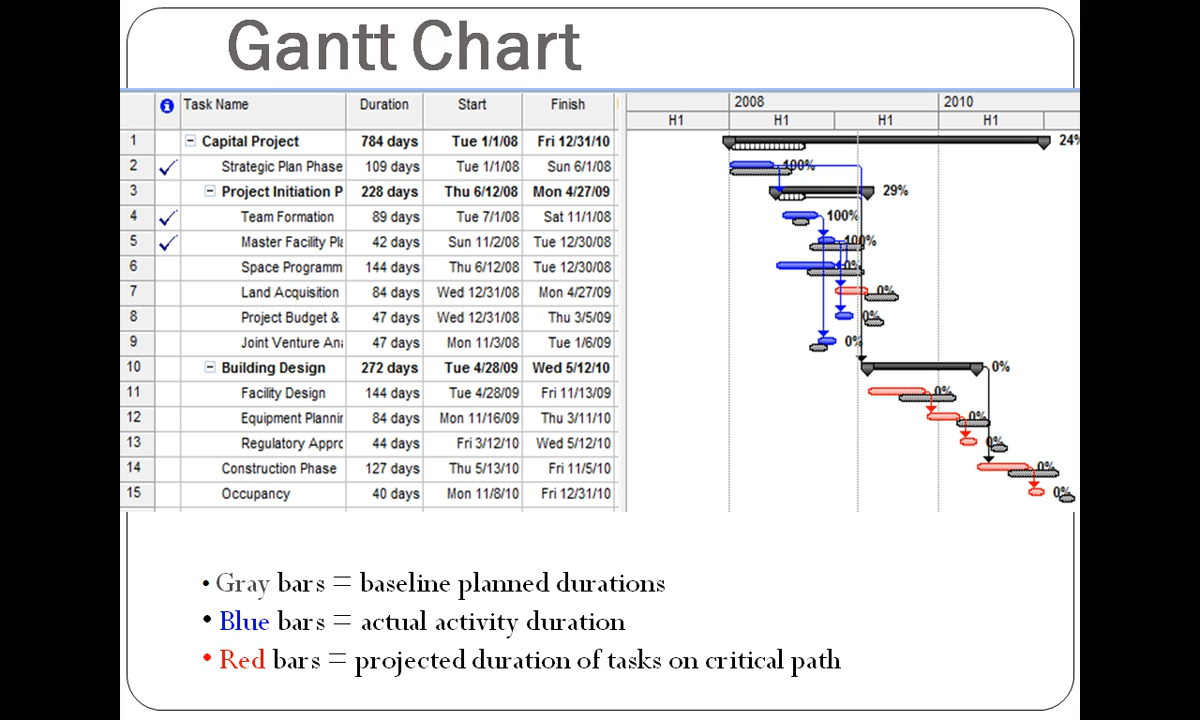 Gantt Chart
Task Name Duration Start Finish 2008 2010
H1 H1 H1 H1
1 Capital Project 784 days Tue 1/1/08 Fri 12/31/10 24%
2 Strategic Plan Phase 109 days Tue 1/1/08 Sun 6/1/08 100%
3 Project Initiation P 228 days Thu 6/12/08 Mon 4/27/09 29%
4 Team Formation 89 days Tue 7/1/08 Sat 11/1/08 100%
5 Master Facility Pla 42 days Sun 11/2/08 Tue 12/30/08 100%
6 Space Programm 144 days Thu 6/12/08 Tue 12/30/08 0%
7 Land Acquisition 84 days Wed 12/31/08 Mon 4/27/09 0%
8 Project Budget & 47 days Wed 12/31/08 Thu 3/5/09 0%
9 Joint Venture Ana 47 days Mon 11/3/08 Tue 1/6/09 0%
10 Building Design 272 days Tue 4/28/09 Wed 5/12/10 0%
11 Facility Design 144 days Tue 4/28/09 Fri 11/13/09 0%
12 Equipment Plannin 84 days Mon 11/16/09 Thu 3/11/10 0%
13 Regulatory Appro 44 days Fri 3/12/10 Wed 5/12/10 0%
14 Construction Phase 127 days Thu 5/13/10 Fri 11/5/10 0%
15 Occupancy 40 days Mon 11/8/10 Fri 12/31/10 0%
• Gray bars = baseline planned durations
• Blue bars = actual activity duration
• Red bars = projected duration of tasks on critical path